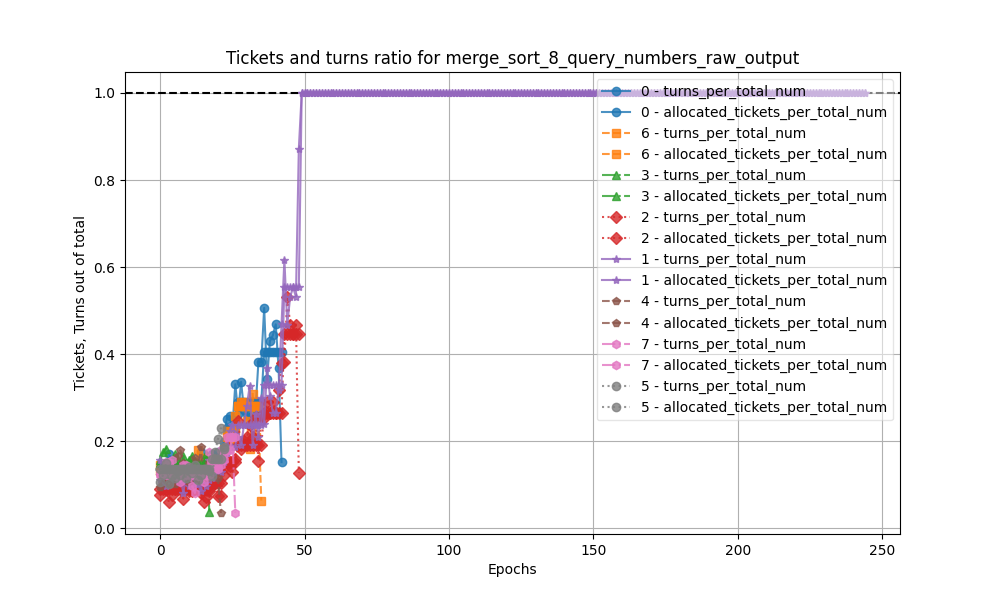 Tickets and turns ratio for merge_sort_8_query_numbers_raw_output
1.0
0.8
0.6
0.4
0.2
0.0
Tickets, Turns out of total
0 - turns_per_total_num
0 - allocated_tickets_per_total_num
6 - turns_per_total_num
6 - allocated_tickets_per_total_num
3 - turns_per_total_num
3 - allocated_tickets_per_total_num
2 - turns_per_total_num
2 - allocated_tickets_per_total_num
1 - turns_per_total_num
1 - allocated_tickets_per_total_num
4 - turns_per_total_num
4 - allocated_tickets_per_total_num
7 - turns_per_total_num
7 - allocated_tickets_per_total_num
5 - turns_per_total_num
5 - allocated_tickets_per_total_num
0 50 100 150 200 250
Epochs